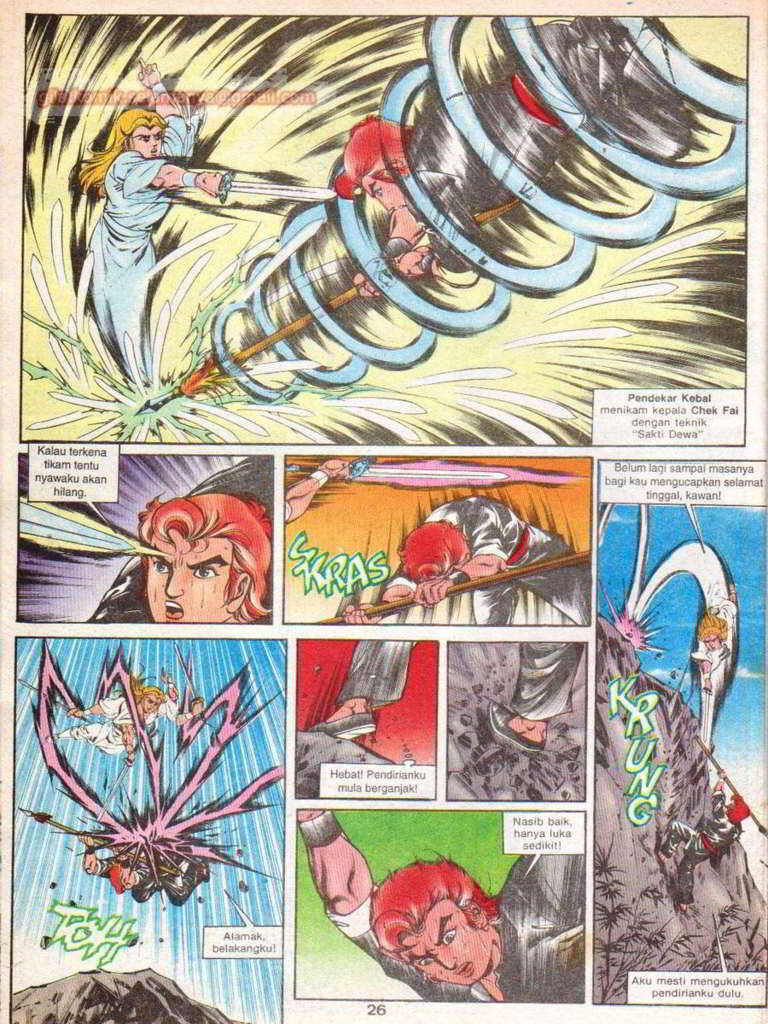 Pendekar Kebal
menikam kepala Chek Fai
dengan teknik
"Sakti Dewa"
Kalau terkena
tikam tentu
nyawaku akan
hilang.
SKRAS
Belum lagi sampai masanya
bagi kau mengucapkan selamat
tinggal, kawan!
Alamak,
belakangku!
Hebat! Pendirianku
mula berganjak!
Nasib baik,
hanya luka
sedikit!
KRUNG
Aku mesti mengukuhkan
pendirianku dulu.
26